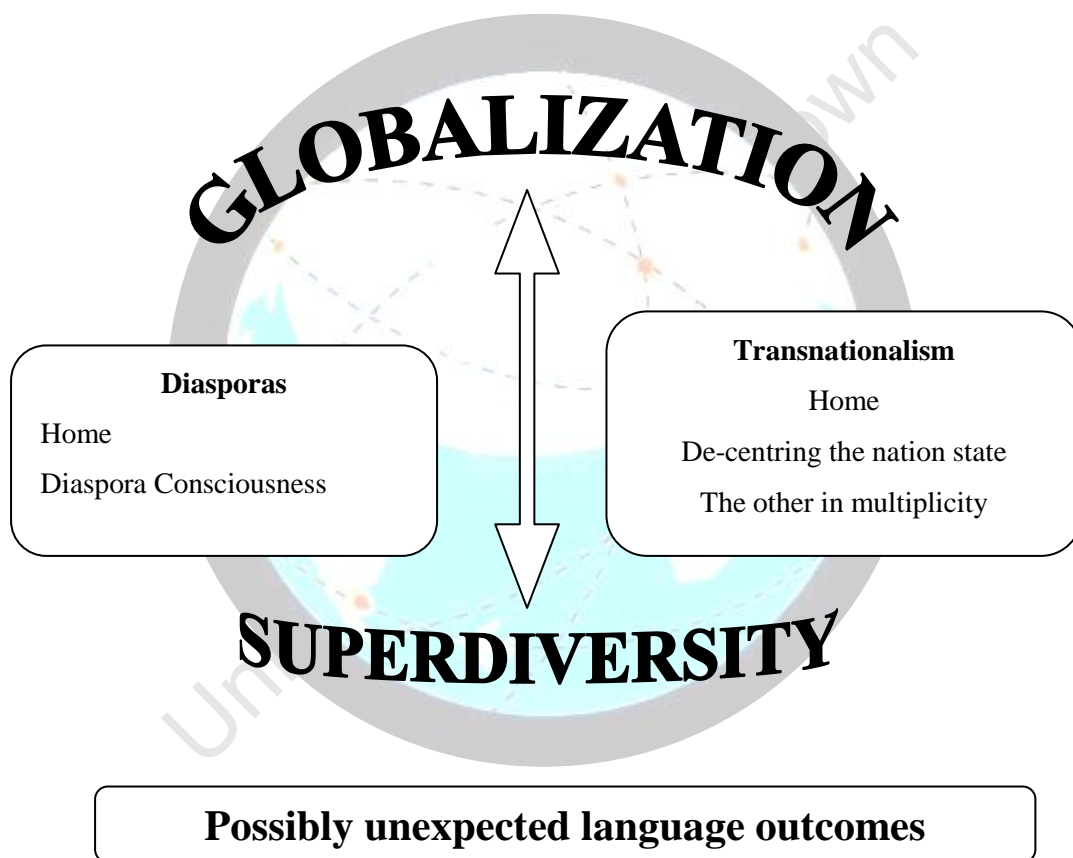 GLOBALIZATION
Diasporas
Home
Diaspora Consciousness
Transnationalism
Home
De-centring the nation state
The other in multiplicity
SUPERDIVERSITY
Possibly unexpected language outcomes